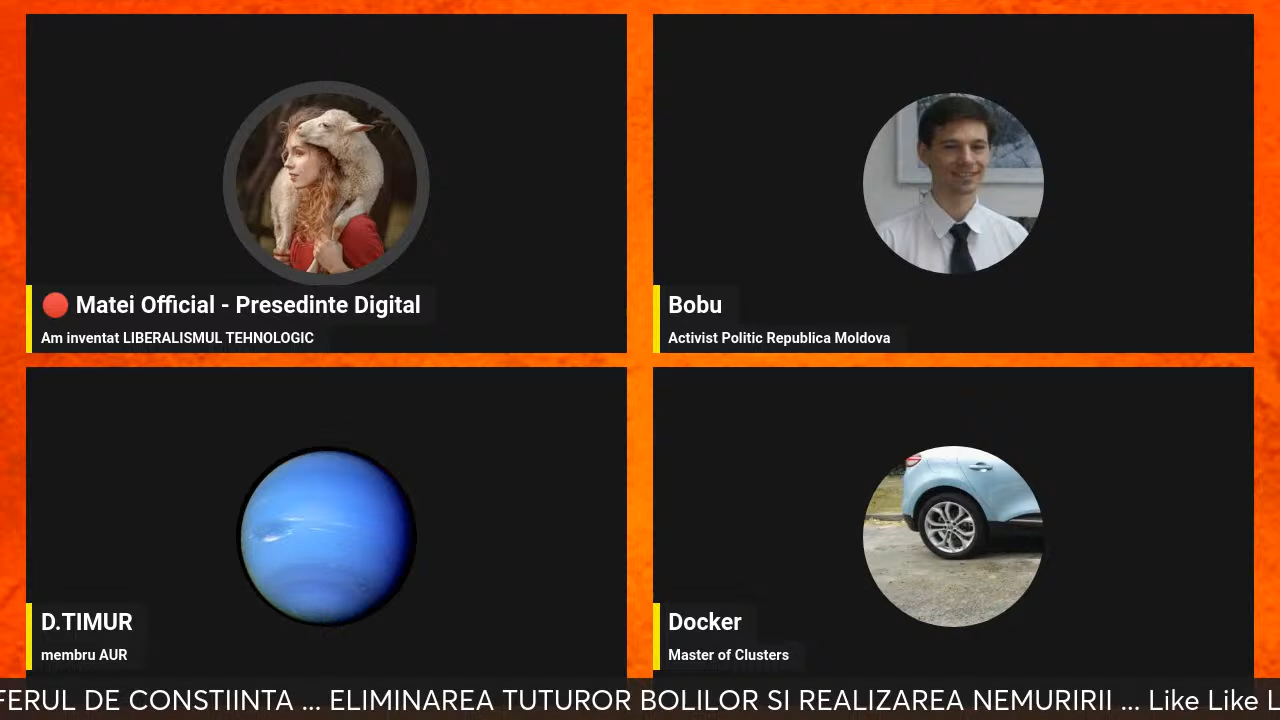 🔴 Matei Official - Presedinte Digital
Am inventat LIBERALISMUL TEHNOLOGIC
Bobu
Activist Politic Republica Moldova
D.TIMUR
membru AUR
Docker
Master of Clusters
FERUL DE CONSTIINTA ... ELIMINAREA TUTUROR BOLILOR SI REALIZAREA NEMURIRII ... Like Like L